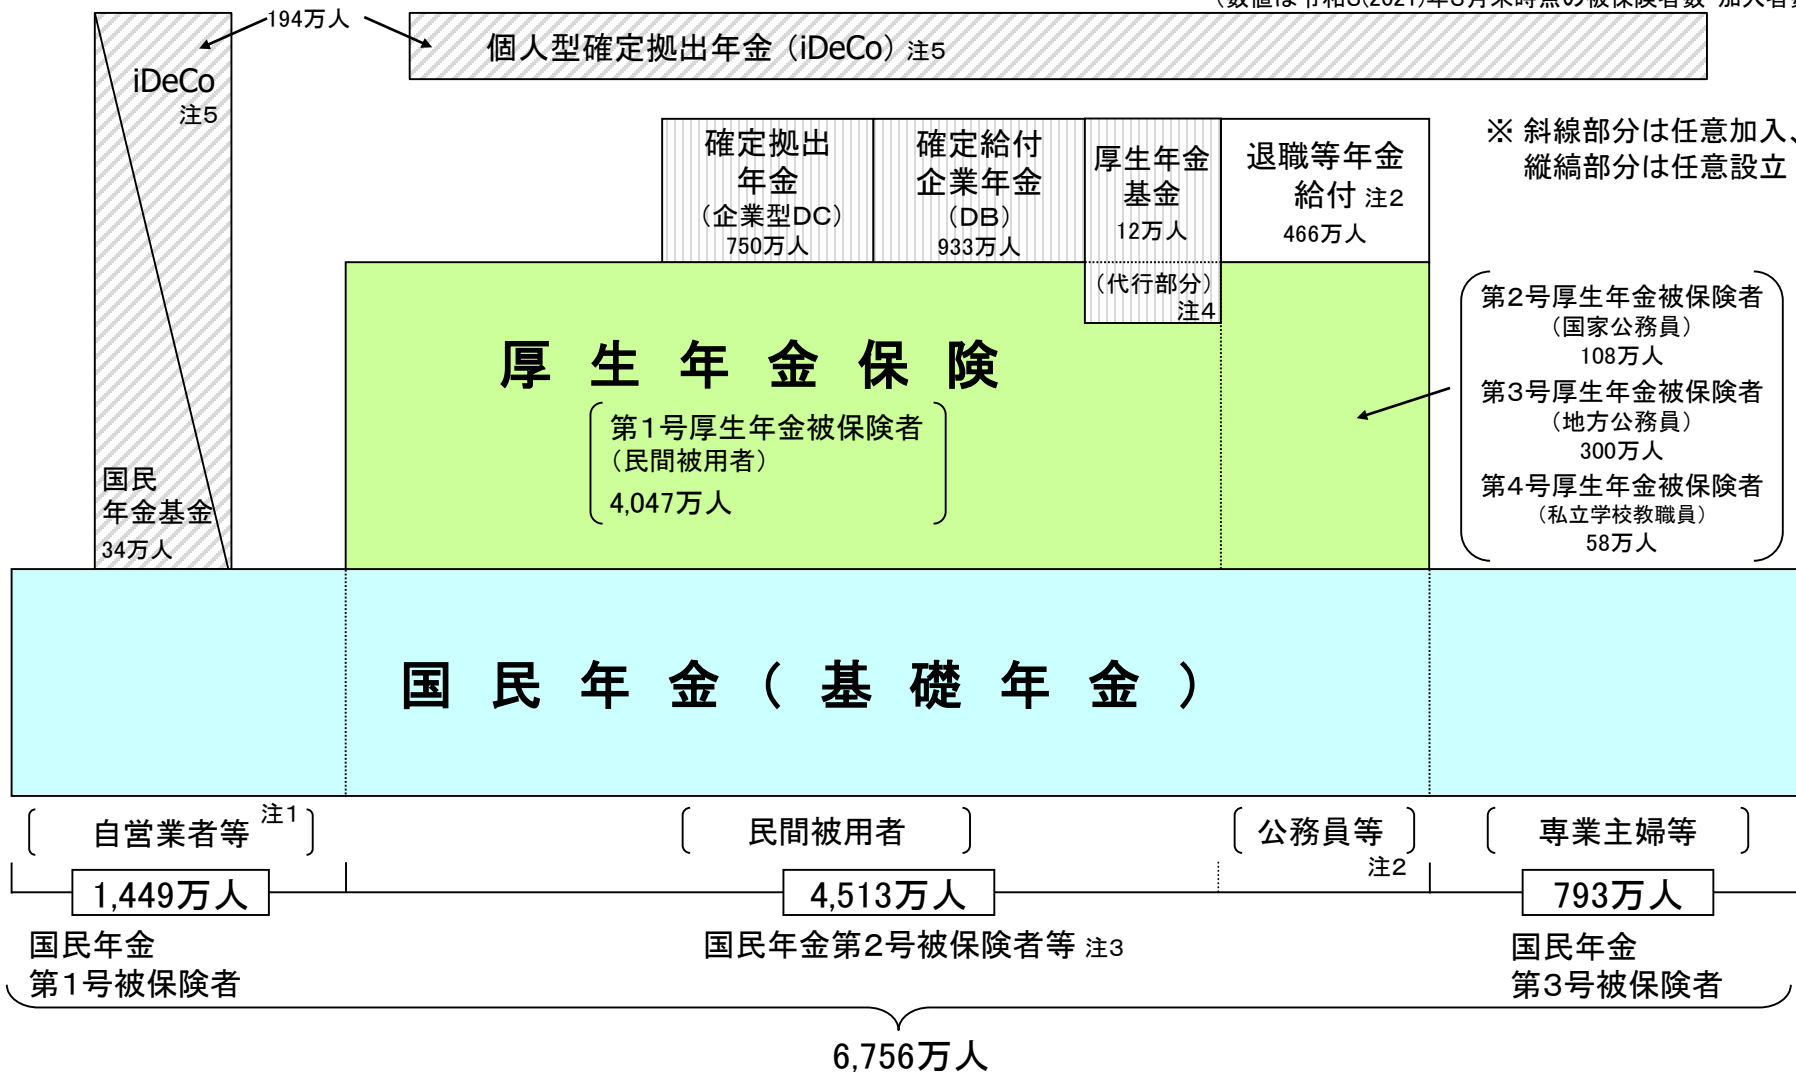 194万人
個人型確定拠出年金（iDeCo）注5
iDeCo
注5
※ 斜線部分は任意加入、
縦縞部分は任意設立
確定拠出
年金
（企業型DC）
750万人
確定給付
企業年金
（DB）
933万人
厚生年金
基金
12万人
（代行部分）
注4
退職等年金
給付 注2
466万人
第2号厚生年金被保険者
（国家公務員）
108万人
第3号厚生年金被保険者
（地方公務員）
300万人
第4号厚生年金被保険者
（私立学校教職員）
58万人
厚生年金保険
第1号厚生年金被保険者
（民間被用者）
4,047万人
国民
年金基金
34万人
国民年金（基礎年金）
自営業者等 注1
民間被用者
公務員等
注2
専業主婦等
1,449万人
4,513万人
793万人
国民年金
第1号被保険者
国民年金第2号被保険者等 注3
国民年金
第3号被保険者
6,756万人